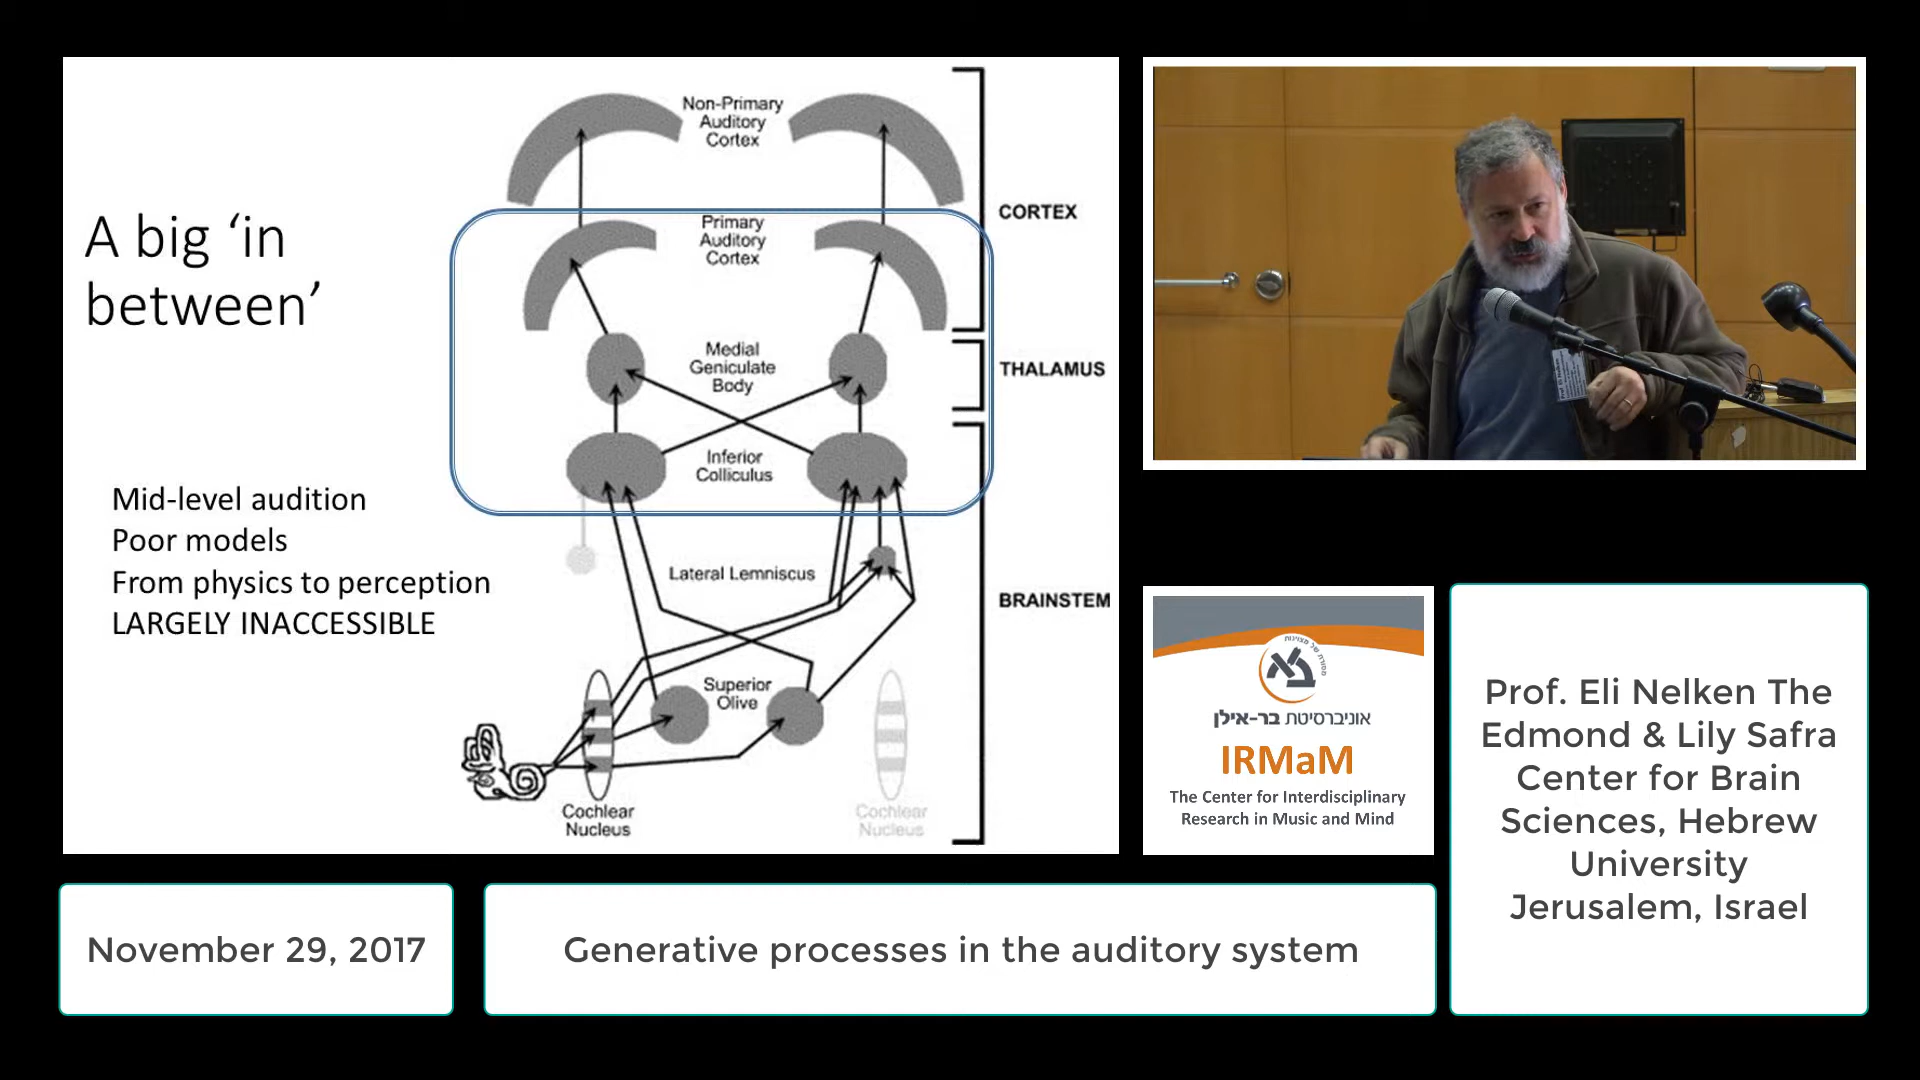 A big ‘in
between’
Mid-level audition
Poor models
From physics to perception
LARGELY INACCESSIBLE
Non-Primary
Auditory
Cortex
Primary
Auditory
Cortex
Medial
Geniculate
Body
Inferior
Colliculus
Lateral Lemniscus
Superior
Olive
Cochlear
Nucleus
Cochlear
Nucleus
CORTEX
THALAMUS
BRAINSTEM
מסורת של מצוינות
אוניברסיטת בר-אילן
IRMaM
The Center for Interdisciplinary
Research in Music and Mind
Prof. Eli Nelken The
Edmond & Lily Safra
Center for Brain
Sciences, Hebrew
University
Jerusalem, Israel
November 29, 2017
Generative processes in the auditory system